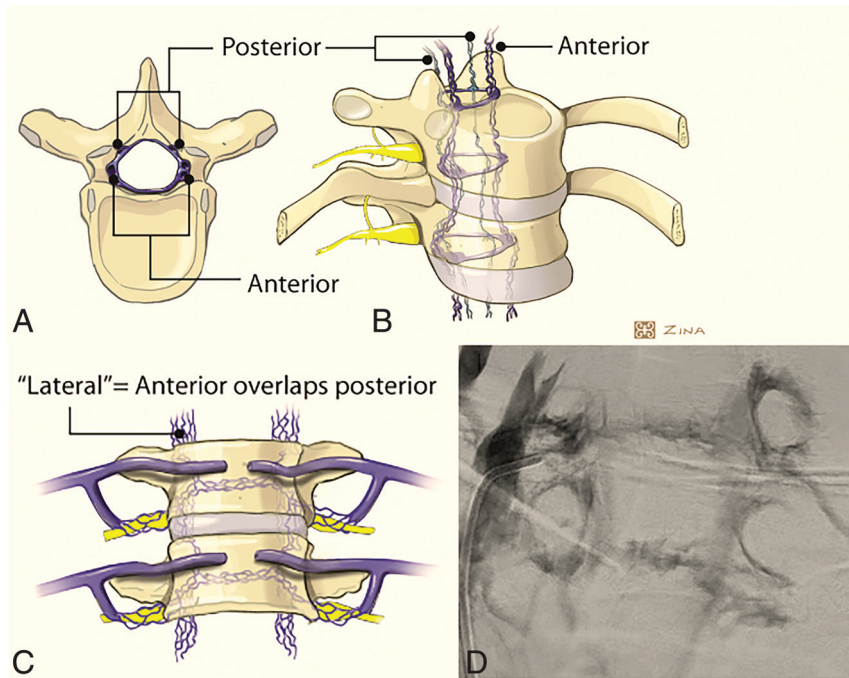 Posterior
Anterior
Anterior
A
B
ZINA
"Lateral"= Anterior overlaps posterior
C
D